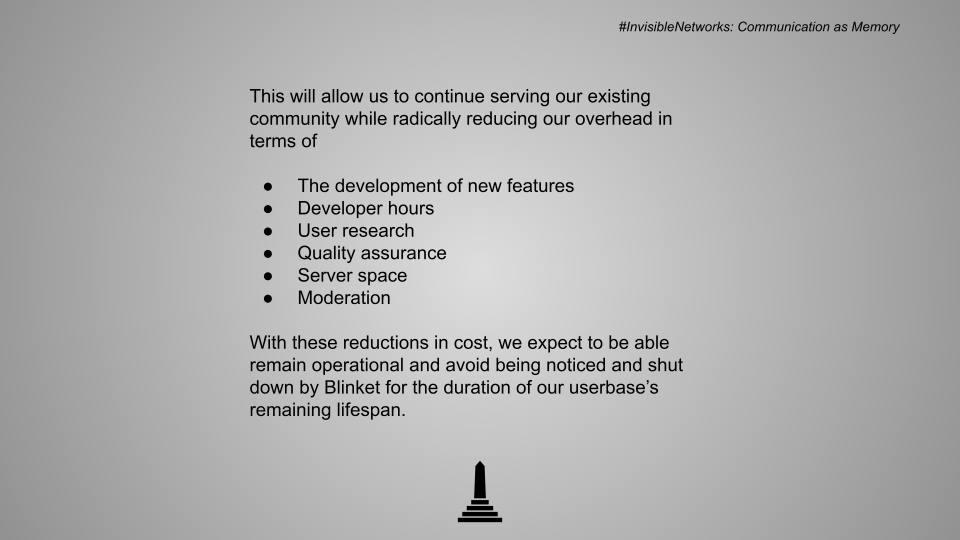 #InvisibleNetworks: Communication as Memory
This will allow us to continue serving our existing
community while radically reducing our overhead in
terms of
● The development of new features
● Developer hours
● User research
● Quality assurance
● Server space
● Moderation
With these reductions in cost, we expect to be able
remain operational and avoid being noticed and shut
down by Blinket for the duration of our userbase’s
remaining lifespan.